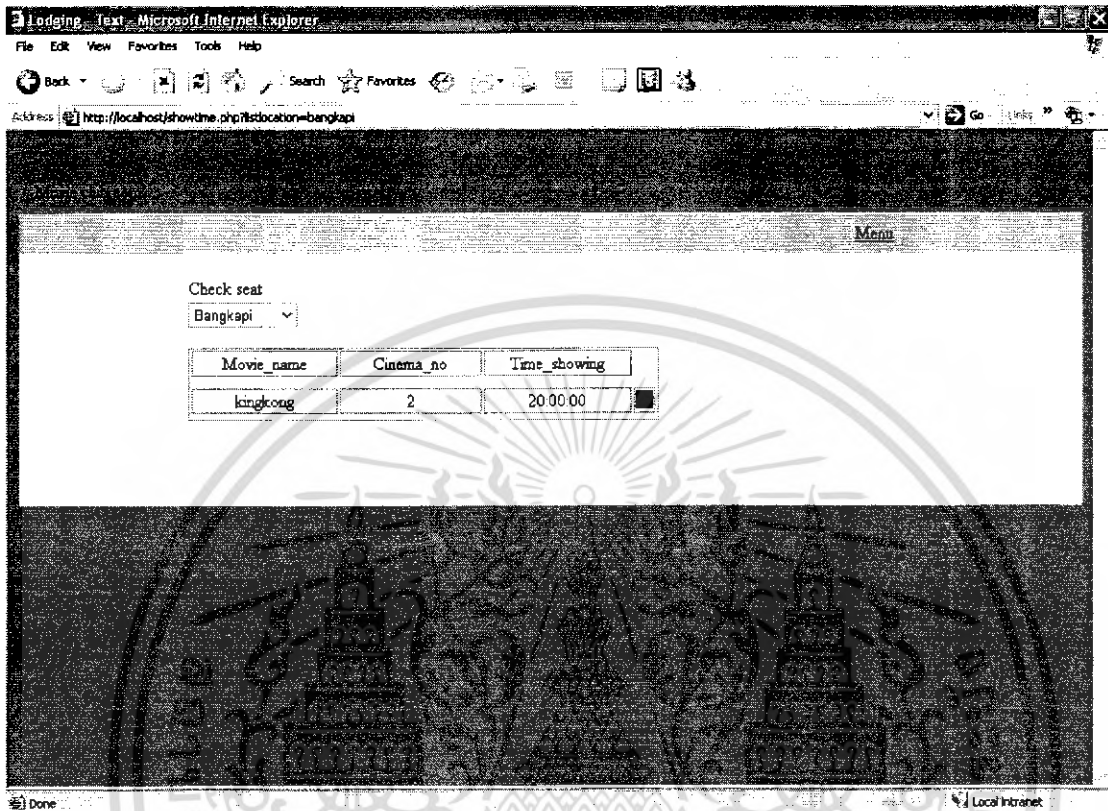 Lodging - Text - Microsoft Internet Explorer
File Edit View Favorites Tools Help
Back Search Favorites
Address http://localhost/showtime.php?listlocation=bangkapi Go Links »
Menu
Check seat
Bangkapi
Movie_name Cinema_no Time_showing
kingkong 2 20:00:00
Done Local intranet